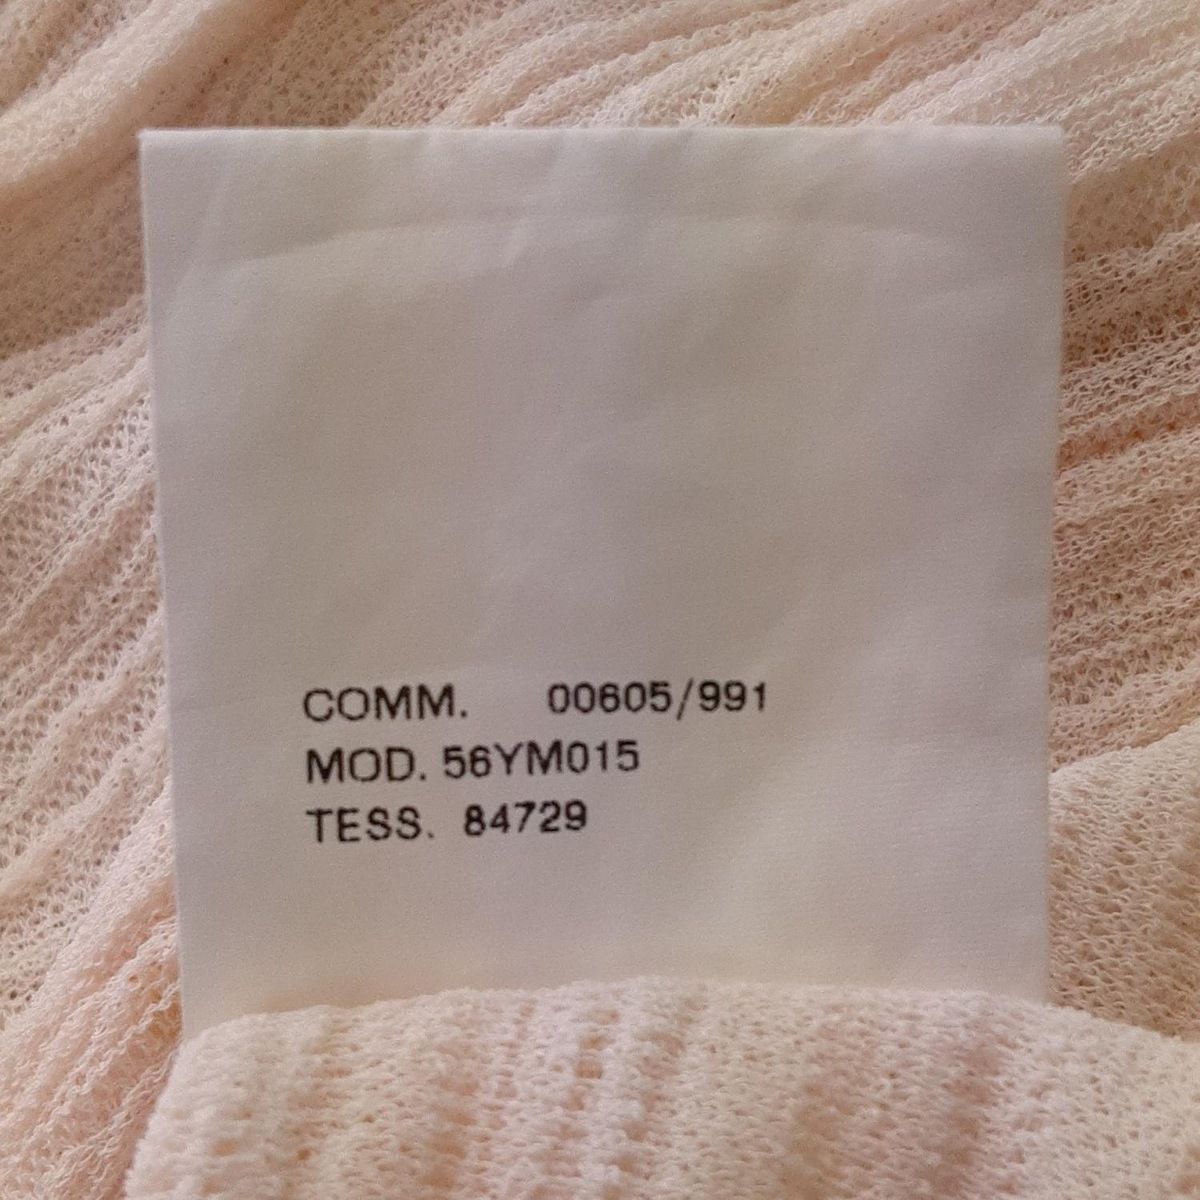 COMM. 00605/991
MOD. 56YM015
TESS. 84729